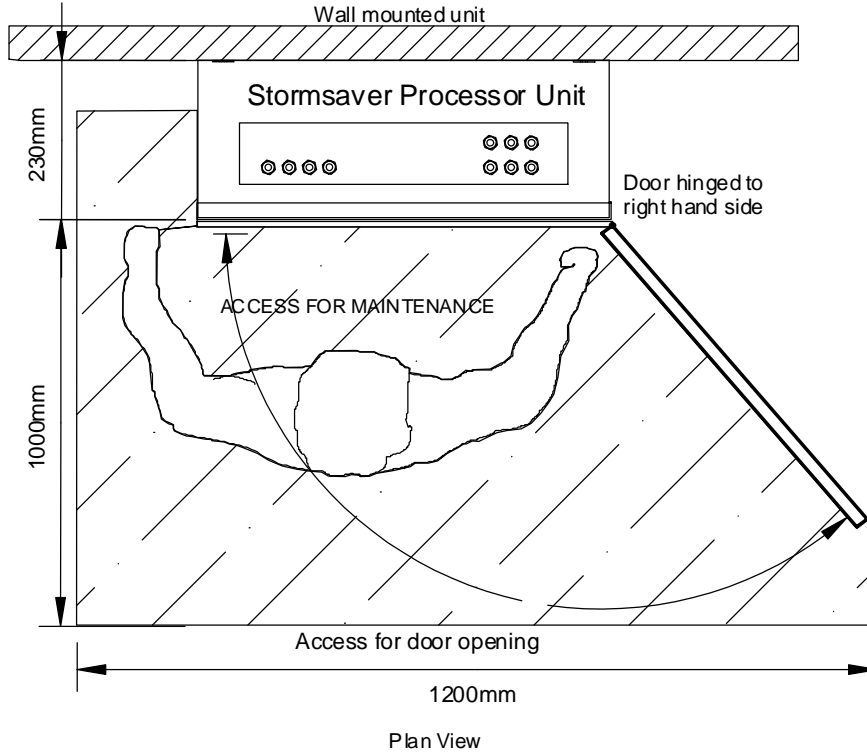 Wall mounted unit
Stormsaver Processor Unit
230mm
Door hinged to
right hand side
ACCESS FOR MAINTENANCE
1000mm
Access for door opening
1200mm
Plan View